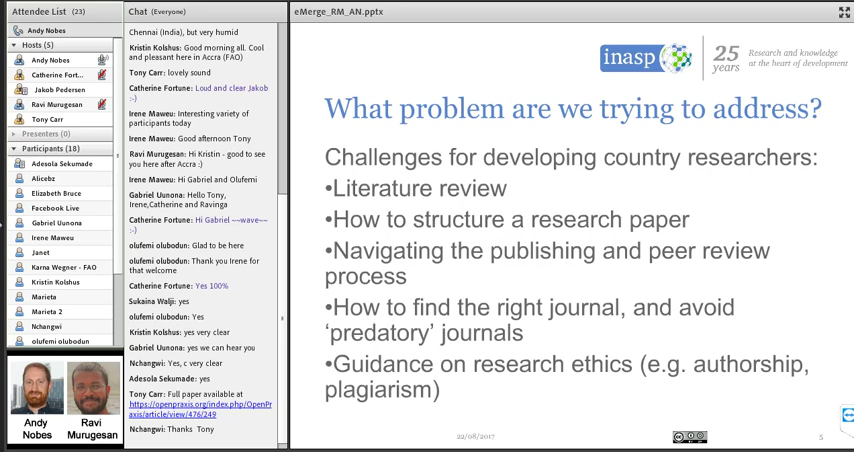 Attendee List (23)
Andy Nobes
Hosts (5)
Andy Nobes
Catherine Fort...
Jakob Pedersen
Ravi Murugesan
Tony Carr
Presenters (0)
Participants (18)
Adesola Sekumade
Alicebz
Elizabeth Bruce
Facebook Live
Gabriel Uunona
Irene Maweu
Janet
Karna Wegner - FAO
Kristin Kolshus
Marieta
Marieta 2
Nchangwi
olufemi olubodun
Andy
Nobes
Ravi
Murugesan
Chat (Everyone)
Chennai (India), but very humid
Kristin Kolshus: Good morning all. Cool
and pleasant here in Accra (FAO)
Tony Carr: lovely sound
Catherine Fortune: Loud and clear Jakob
:-)
Irene Maweu: Interesting variety of
participants today
Irene Maweu: Good afternoon Tony
Ravi Murugesan: Hi Kristin - good to see
you here after Accra :)
Irene Maweu: Hi Gabriel and Olufemi
Gabriel Uunona: Hello Tony,
Irene,Catherine and Ravinga
Catherine Fortune: Hi Gabriel ~~wave~~
:-)
olufemi olubodun: Glad to be here
olufemi olubodun: Thank you Irene for
that welcome
Catherine Fortune: Yes 100%
Sukaina Walji: yes
olufemi olubodun: Yes
Kristin Kolshus: yes very clear
Gabriel Uunona: yes we can hear you
Nchangwi: Yes, c very clear
Adesola Sekumade: yes
Tony Carr: Full paper available at
https://openpraxis.org/index.php/OpenPr
axis/article/view/476/249
Nchangwi: Thanks Tony
eMerge_RM_AN.pptx
inasp
25
years
Research and knowledge
at the heart of development
What problem are we trying to address?
Challenges for developing country researchers:
•Literature review
•How to structure a research paper
•Navigating the publishing and peer review
process
•How to find the right journal, and avoid
‘predatory’ journals
•Guidance on research ethics (e.g. authorship,
plagiarism)
22/08/2017
5